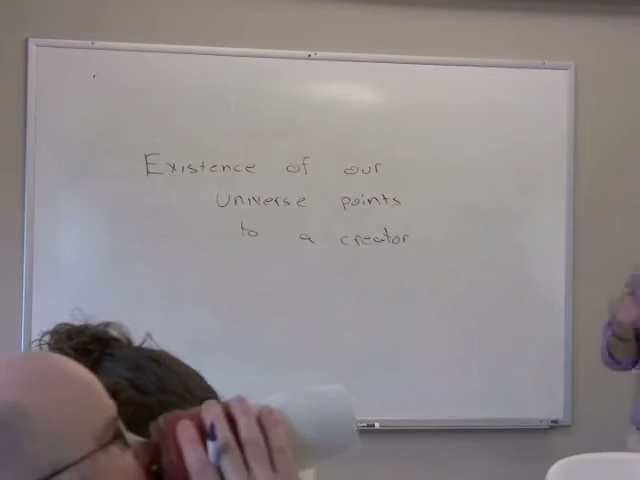 Existence of our
universe points
to a creator